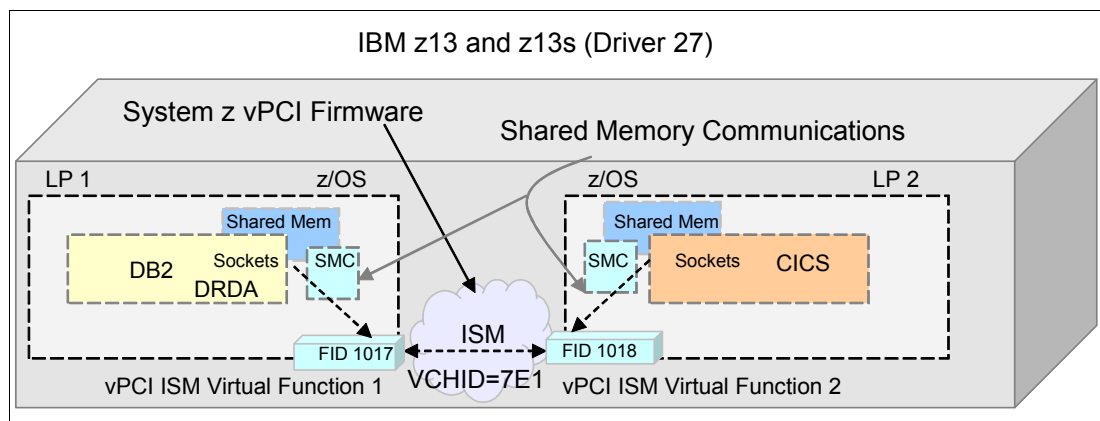 IBM z13 and z13s (Driver 27)
System z vPCI Firmware
Shared Memory Communications
LP 1
z/OS
z/OS
LP 2
Shared Mem
Shared Mem
DB2
Sockets
DRDA
SMC
SMC
Sockets
CICS
ISM
FID 1017
FID 1018
VCHID=7E1
vPCI ISM Virtual Function 1
vPCI ISM Virtual Function 2